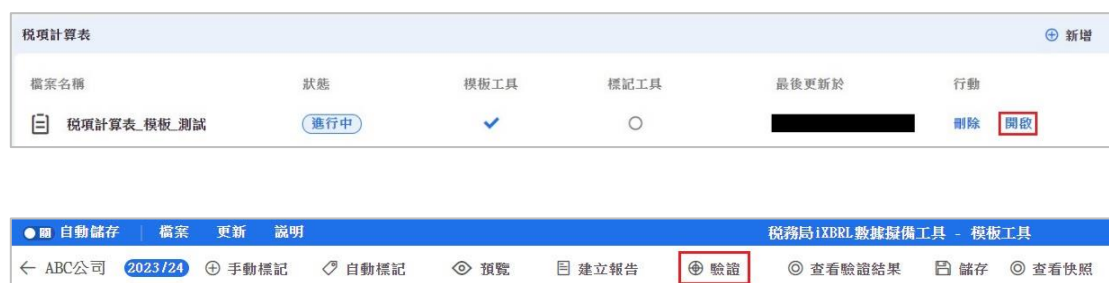 税項計算表 新增
檔案名稱 狀態 模板工具 標記工具 最後更新於 行動
税項計算表_模板_測試 進行中 刪除 開啟
關 自動儲存 檔案 更新 說明 税務局iXBRL數據擬備工具 - 模板工具
ABC公司 2023/24 手動標記 自動標記 預覽 建立報告 驗證 查看驗證結果 儲存 查看快照